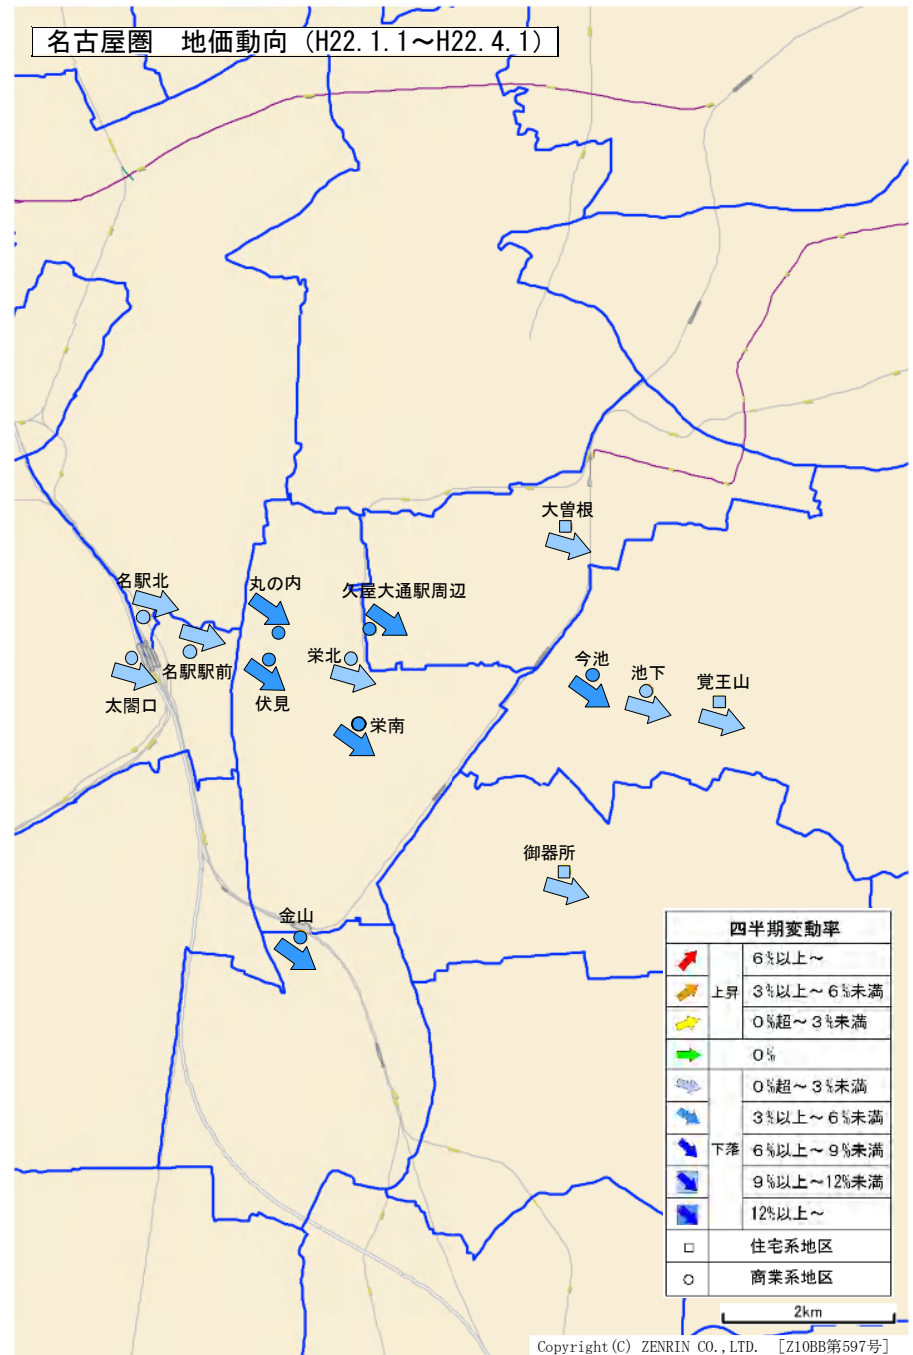 名古屋圏　地価動向（H22.1.1～H22.4.1）
大曽根
名駅北
丸の内
久屋大通駅周辺
名駅駅前
栄北
今池
池下
覚王山
太閤口
伏見
栄南
御器所
金山
四半期変動率
上昇
6%以上～
3%以上～6%未満
0%超～3%未満
0%
下落
0%超～3%未満
3%以上～6%未満
6%以上～9%未満
9%以上～12%未満
12%以上～
住宅系地区
商業系地区
2km
Copyright(C) ZENRIN CO.,LTD. [Z10BB第597号]